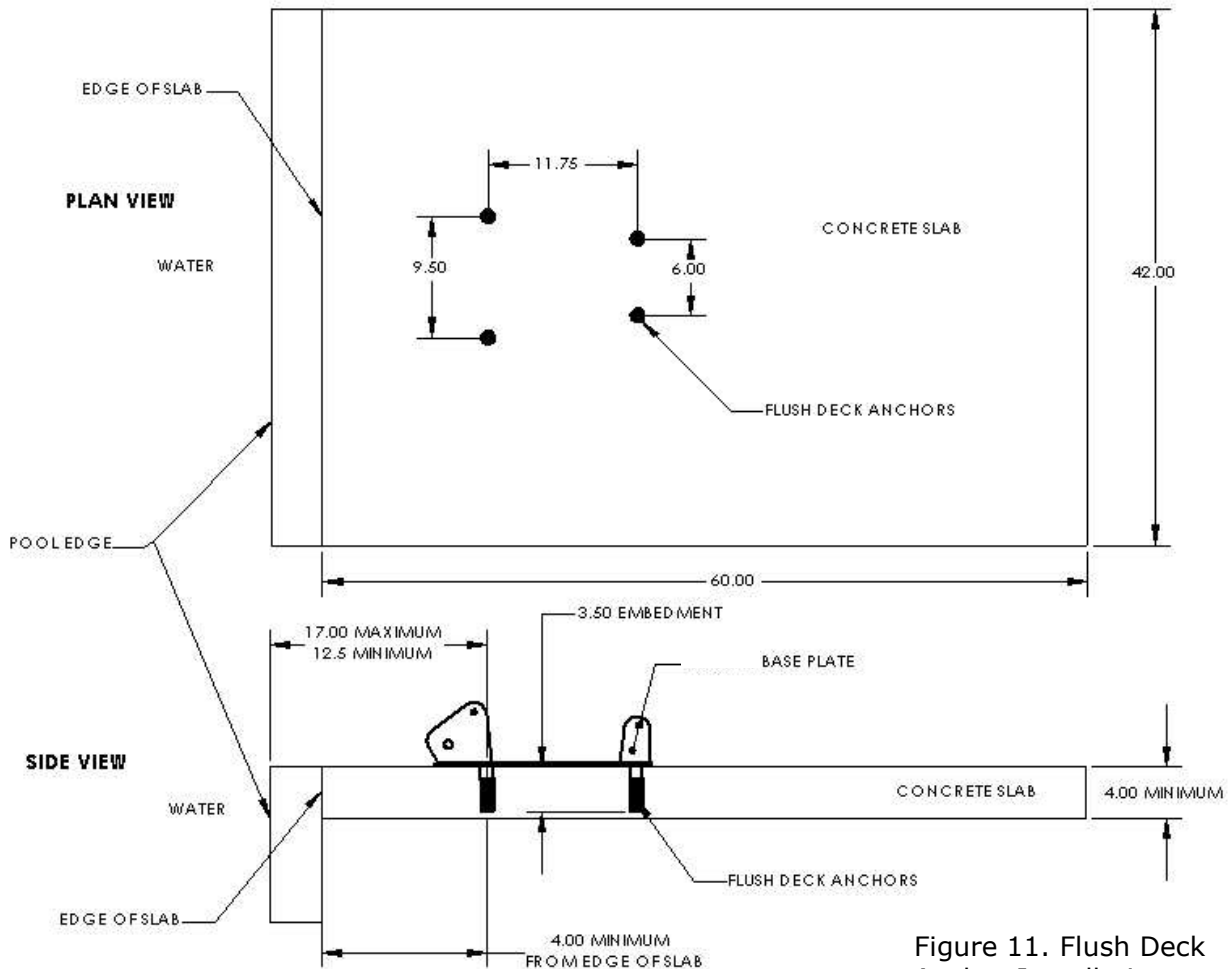 EDGE OF SLAB
11.75
PLAN VIEW
CONCRETE SLAB
WATER
9.50
6.00
42.00
FLUSH DECK ANCHORS
POOL EDGE
60.00
3.50 EMBEDMENT
17.00 MAXIMUM
12.5 MINIMUM
BASE PLATE
SIDE VIEW
CONCRETE SLAB
4.00 MINIMUM
WATER
FLUSH DECK ANCHORS
EDGE OF SLAB
4.00 MINIMUM
FROM EDGE OF SLAB
Figure 11. Flush Deck